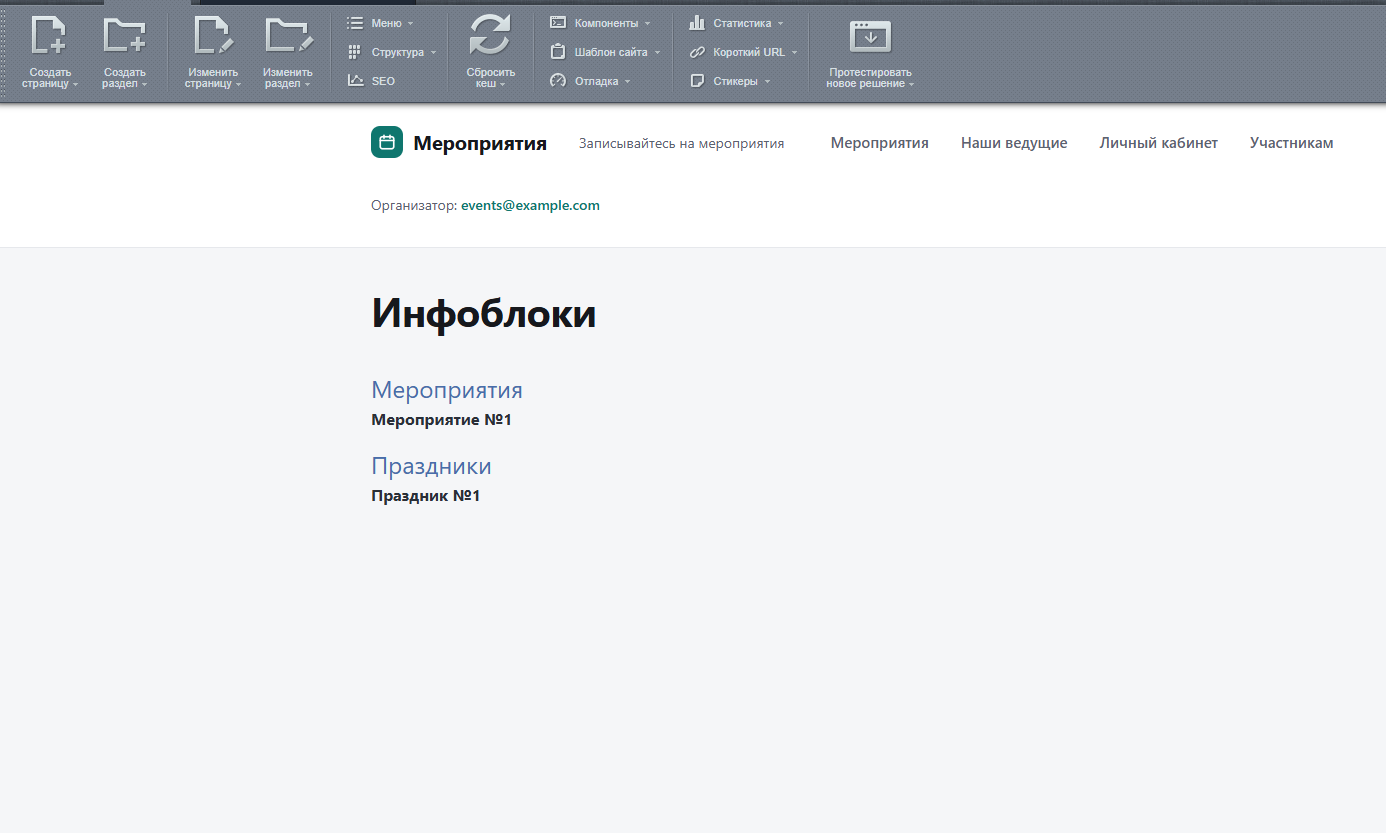 Создать страницу
Создать раздел
Изменить страницу
Изменить раздел
Меню
Структура
SEO
Сбросить кеш
Компоненты
Шаблон сайта
Отладка
Статистика
Короткий URL
Стикеры
Протестировать новое решение
Мероприятия
Записывайтесь на мероприятия
Мероприятия
Наши ведущие
Личный кабинет
Участникам
Организатор: events@example.com
Инфоблоки
Мероприятия
Мероприятие №1
Праздники
Праздник №1